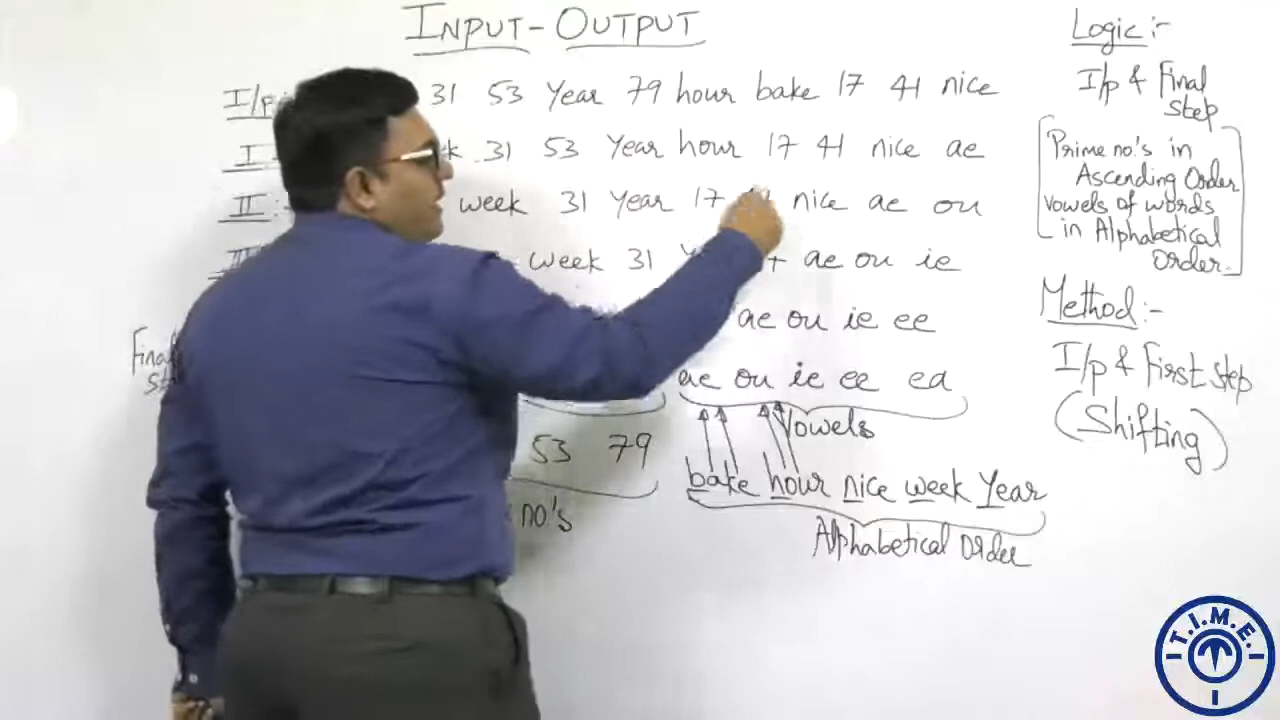 INPUT - OUTPUT
I/p 31 53 Year 79 hour bake 17 41 nice
I 31 53 Year hour 17 41 nice ae
II :- week 31 Year 17 nice ae ou
III week 31 ae ou ie
ae ou ie ee
Final ae ou ie ee ea
Vowels
53 79
bake hour nice week Year
no.'s
Alphabetical Order
Logic :-
I/p & Final
Step
Prime no.'s in
Ascending Order
Vowels of words
in Alphabetical
Order.
Method :-
I/p & First Step
(Shifting)
T.I.M.E.